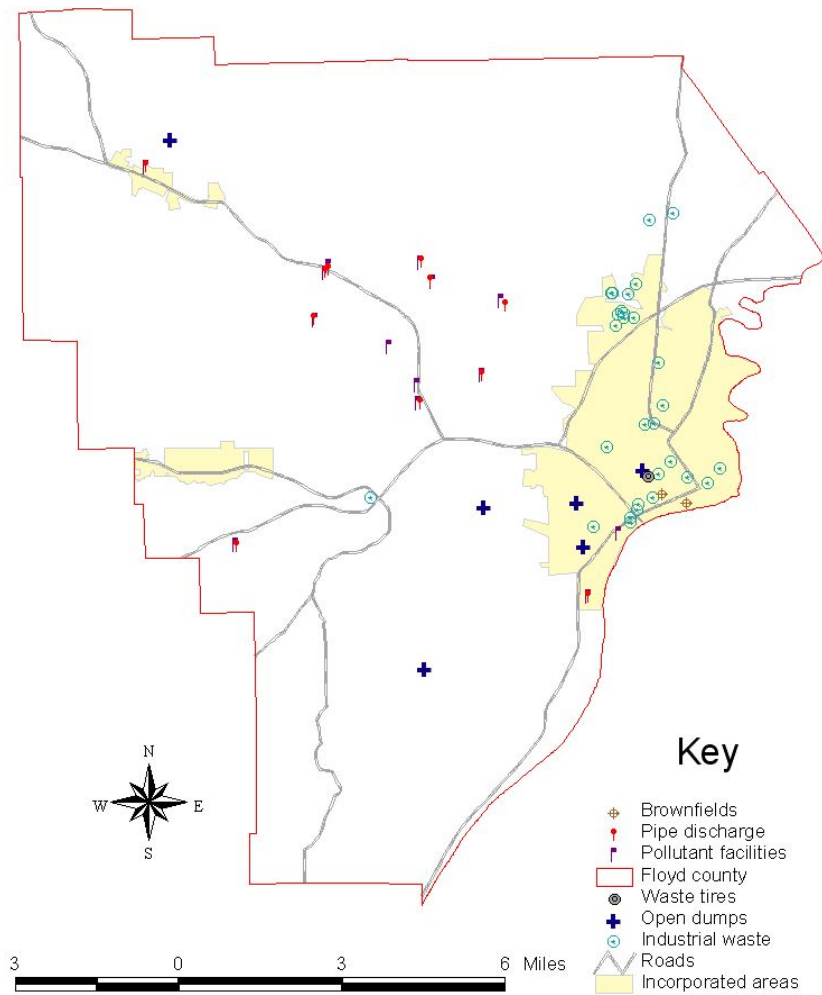 Key
N
W E
S
Brownfields
Pipe discharge
Pollutant facilities
Floyd county
Waste tires
Open dumps
Industrial waste
Roads
Incorporated areas
3 0 3 6 Miles